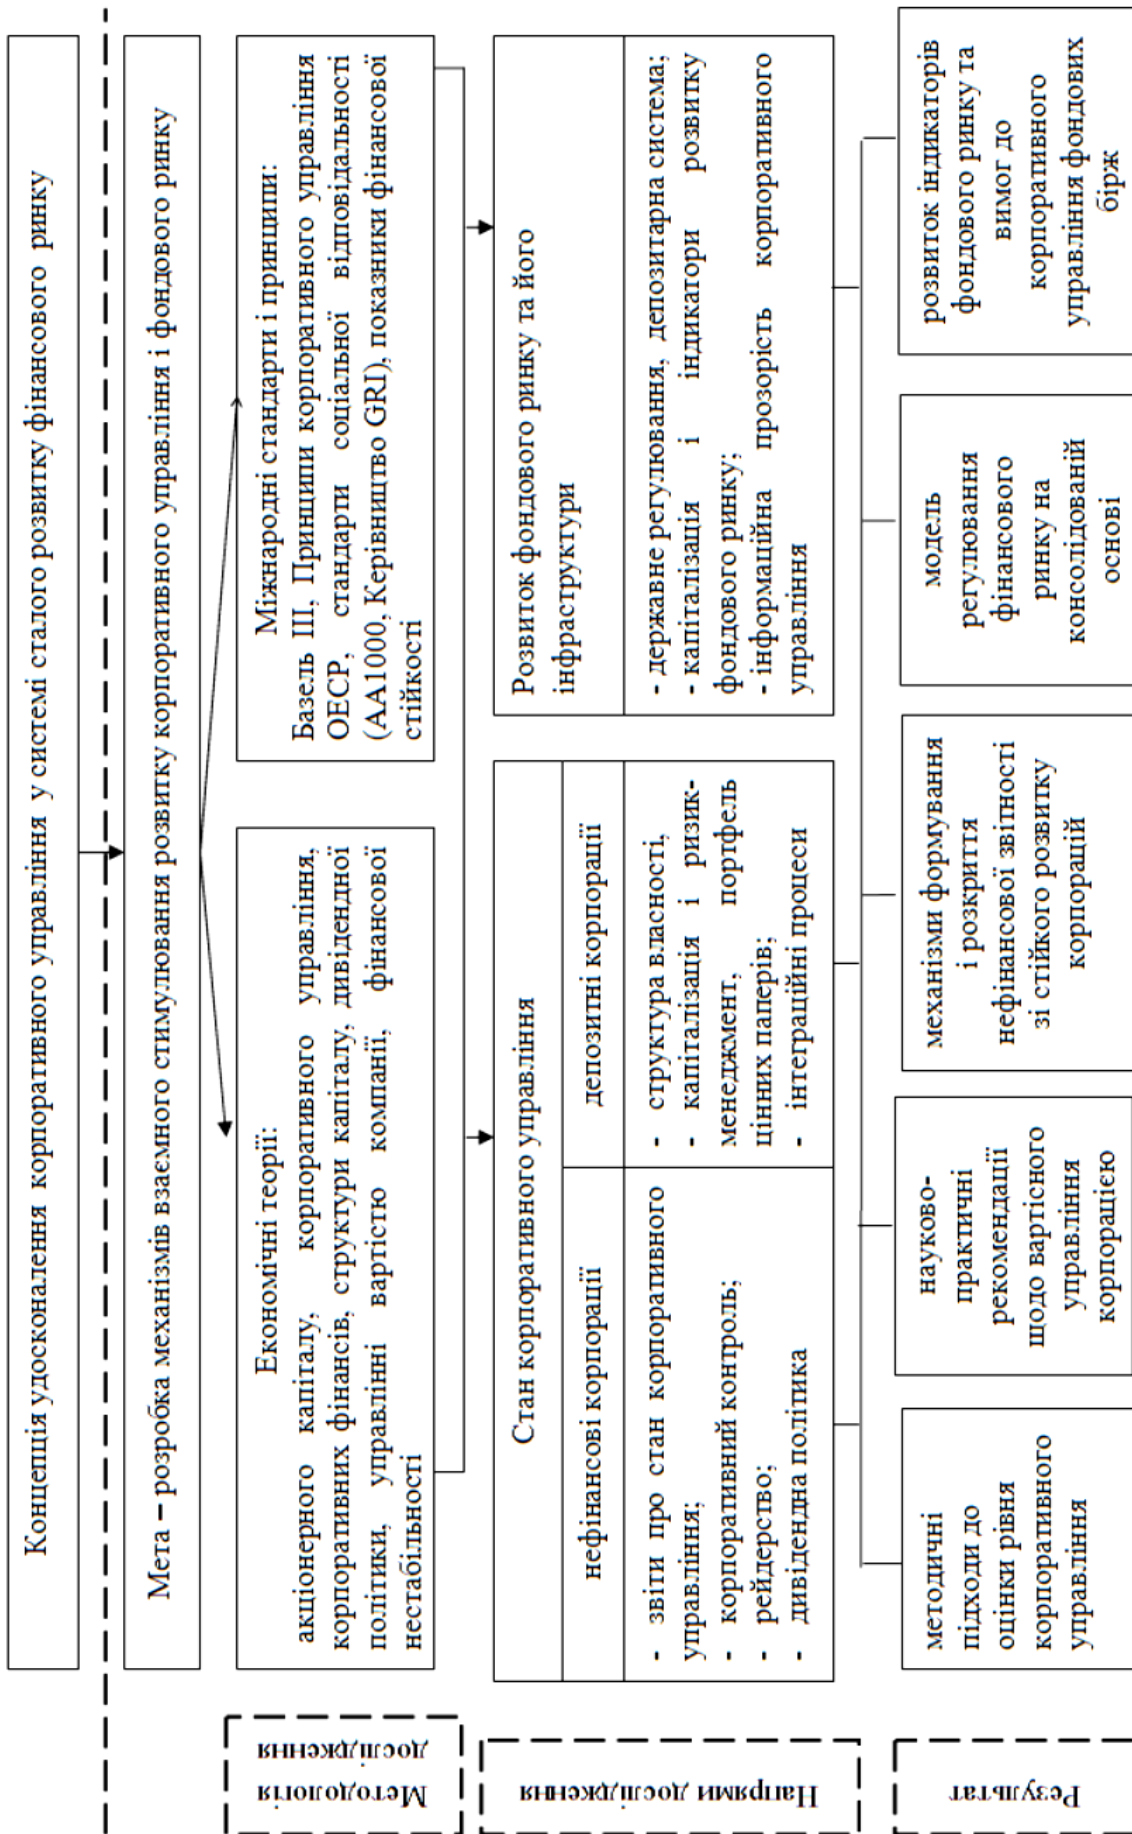 Концепція удосконалення корпоративного управління у системі сталого розвитку фінансового ринку
Мета – розробка механізмів взаємного стимулювання розвитку корпоративного управління і фондового ринку
Методологія
дослідження
Економічні теорії:
акціонерного капіталу, корпоративного управління,
корпоративних фінансів, структури капіталу, дивідендної
політики, управлінні вартістю компанії, фінансової
нестабільності
Міжнародні стандарти і принципи:
Базель III, Принципи корпоративного управління
ОЕСР, стандарти соціальної відповідальності
(АА1000, Керівництво GRI), показники фінансової
стійкості
Напрями дослідження
Стан корпоративного управління
нефінансові корпорації
- звіти про стан корпоративного
управління;
- корпоративний контроль;
- рейдерство;
- дивідендна політика
депозитні корпорації
- структура власності,
- капіталізація і ризик-
менеджмент, портфель
цінних паперів;
- інтеграційні процеси
Розвиток фондового ринку та його
інфраструктури
- державне регулювання, депозитарна система;
- капіталізація і індикатори розвитку
фондового ринку;
- інформаційна прозорість корпоративного
управління
Результат
методичні
підходи до
оцінки рівня
корпоративного
управління
науково-
практичні
рекомендації
щодо вартісного
управління
корпорацією
механізми формування
і розкриття
нефінансової звітності
зі стійкого розвитку
корпорацій
модель
регулювання
фінансового
ринку на
консолідованій
основі
розвиток індикаторів
фондового ринку та
вимог до
корпоративного
управління фондових
бірж